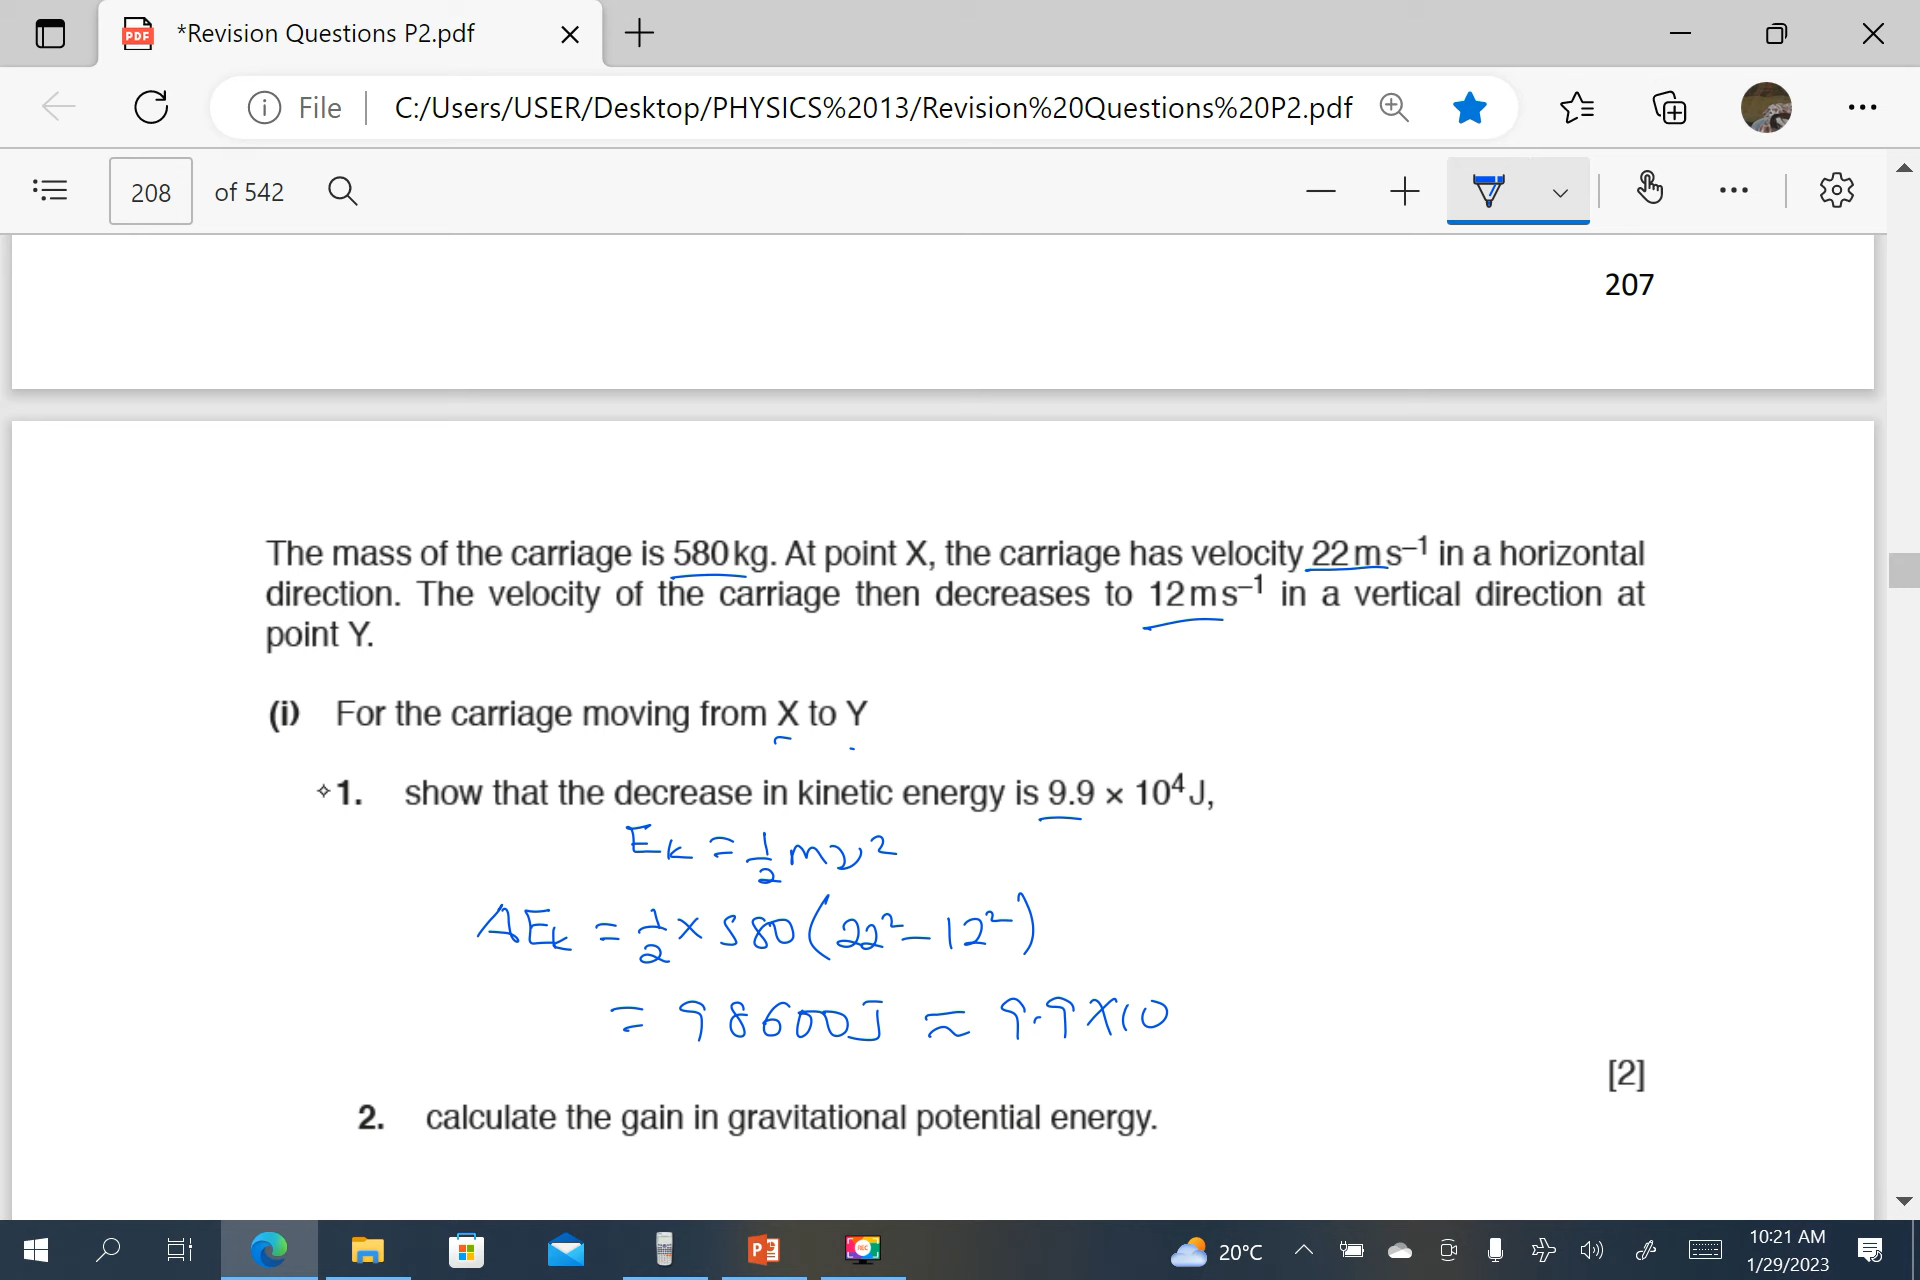 *Revision Questions P2.pdf
File
C:/Users/USER/Desktop/PHYSICS%2013/Revision%20Questions%20P2.pdf
208 of 542
207
The mass of the carriage is 580 kg. At point X, the carriage has velocity 22 m s⁻¹ in a horizontal
direction. The velocity of the carriage then decreases to 12 m s⁻¹ in a vertical direction at
point Y.
(i) For the carriage moving from X to Y
1. show that the decrease in kinetic energy is 9.9 × 10⁴ J,
Ek = 1/2 mv²
ΔEk = 1/2 × 580 (22² − 12²)
= 98600J ≈ 9.9×10
[2]
2. calculate the gain in gravitational potential energy.
20°C
10:21 AM
1/29/2023